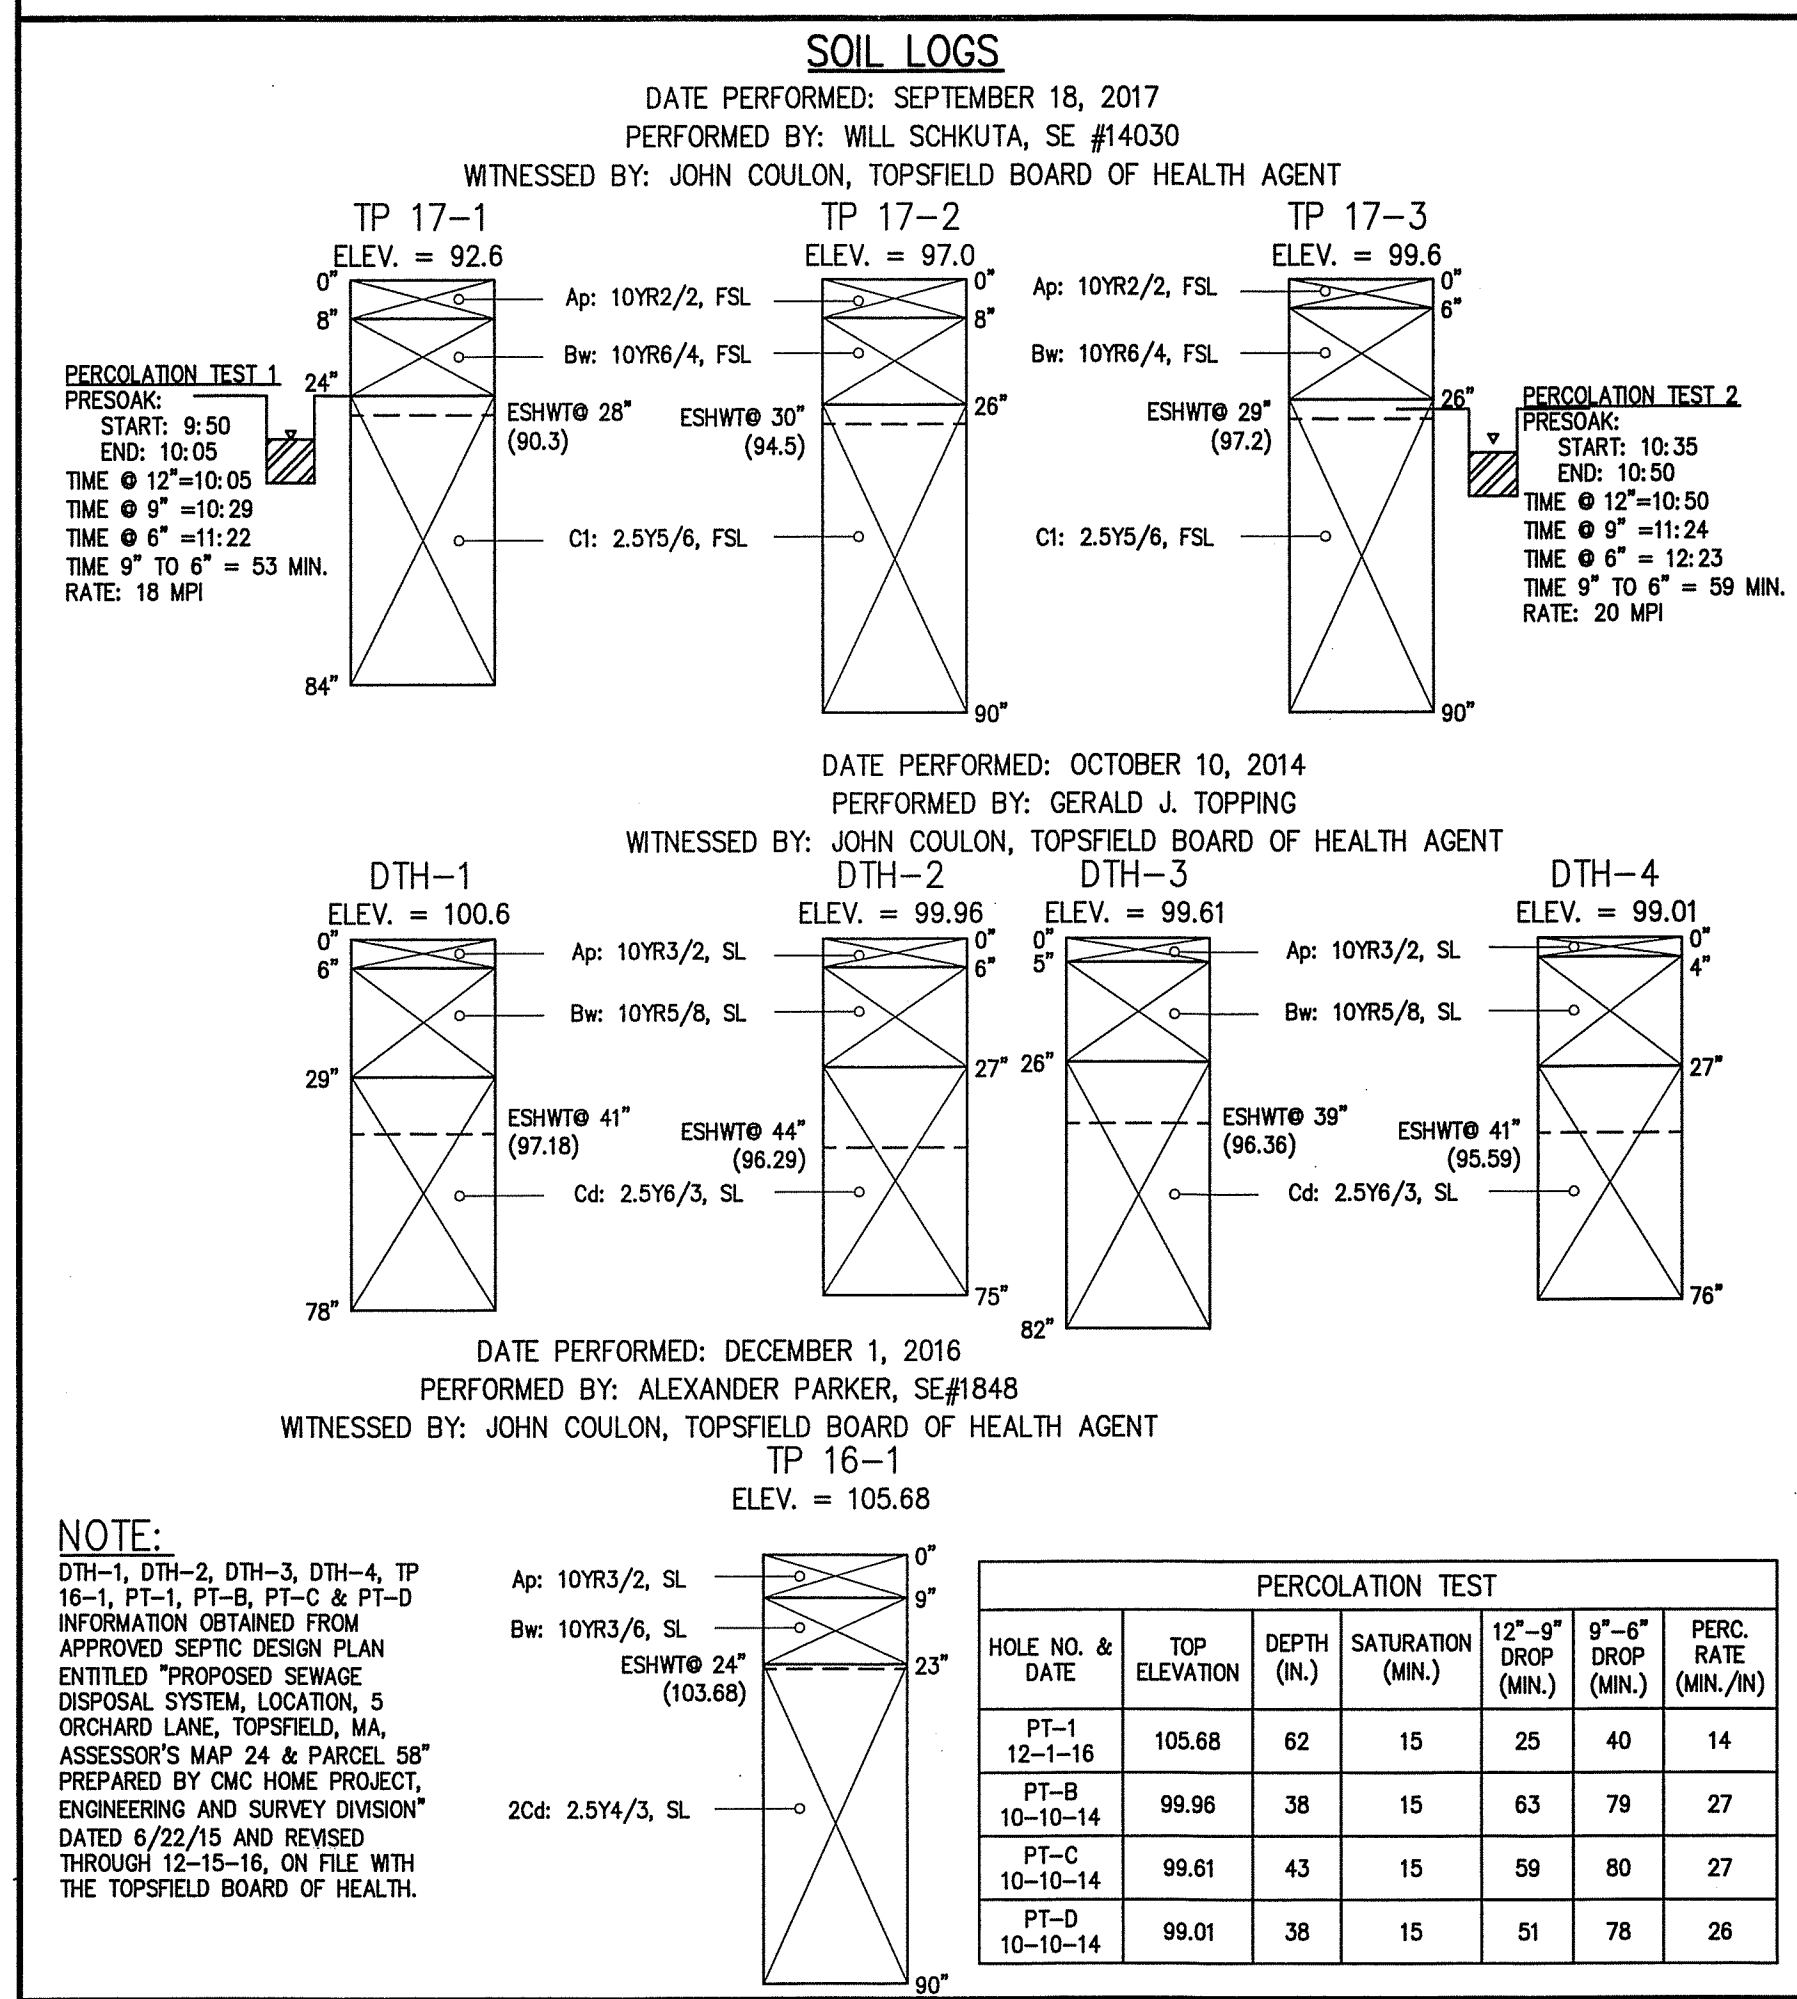 SOIL LOGS
DATE PERFORMED: SEPTEMBER 18, 2017
PERFORMED BY: WILL SCHKUTA, SE #14030
WITNESSED BY: JOHN COULON, TOPSFIELD BOARD OF HEALTH AGENT
TP 17-1
ELEV. = 92.6
0"
8"
24"
84"
ESHWT@ 28"
(90.3)
PERCOLATION TEST 1
PRESOAK:
START: 9:50
END: 10:05
TIME @ 12"=10:05
TIME @ 9" =10:29
TIME @ 6" =11:22
TIME 9" TO 6" = 53 MIN.
RATE: 18 MPI
Ap: 10YR2/2, FSL
Bw: 10YR6/4, FSL
C1: 2.5Y5/6, FSL
TP 17-2
ELEV. = 97.0
0"
8"
26"
90"
ESHWT@ 30"
(94.5)
Ap: 10YR2/2, FSL
Bw: 10YR6/4, FSL
C1: 2.5Y5/6, FSL
TP 17-3
ELEV. = 99.6
0"
6"
26"
90"
ESHWT@ 29"
(97.2)
PERCOLATION TEST 2
PRESOAK:
START: 10:35
END: 10:50
TIME @ 12"=10:50
TIME @ 9" =11:24
TIME @ 6" = 12:23
TIME 9" TO 6" = 59 MIN.
RATE: 20 MPI
DATE PERFORMED: OCTOBER 10, 2014
PERFORMED BY: GERALD J. TOPPING
WITNESSED BY: JOHN COULON, TOPSFIELD BOARD OF HEALTH AGENT
DTH-1
ELEV. = 100.6
0"
6"
29"
78"
ESHWT@ 41"
(97.18)
Ap: 10YR3/2, SL
Bw: 10YR5/8, SL
Cd: 2.5Y6/3, SL
DTH-2
ELEV. = 99.96
0"
6"
27"
75"
ESHWT@ 44"
(96.29)
DTH-3
ELEV. = 99.61
0"
5"
26"
82"
ESHWT@ 39"
(96.36)
Ap: 10YR3/2, SL
Bw: 10YR5/8, SL
Cd: 2.5Y6/3, SL
DTH-4
ELEV. = 99.01
0"
4"
27"
76"
ESHWT@ 41"
(95.59)
DATE PERFORMED: DECEMBER 1, 2016
PERFORMED BY: ALEXANDER PARKER, SE#1848
WITNESSED BY: JOHN COULON, TOPSFIELD BOARD OF HEALTH AGENT
TP 16-1
ELEV. = 105.68
0"
9"
23"
90"
Ap: 10YR3/2, SL
Bw: 10YR3/6, SL
ESHWT@ 24"
(103.68)
2Cd: 2.5Y4/3, SL
NOTE:
DTH-1, DTH-2, DTH-3, DTH-4, TP
16-1, PT-1, PT-B, PT-C & PT-D
INFORMATION OBTAINED FROM
APPROVED SEPTIC DESIGN PLAN
ENTITLED "PROPOSED SEWAGE
DISPOSAL SYSTEM, LOCATION, 5
ORCHARD LANE, TOPSFIELD, MA,
ASSESSOR'S MAP 24 & PARCEL 58"
PREPARED BY CMC HOME PROJECT,
ENGINEERING AND SURVEY DIVISION"
DATED 6/22/15 AND REVISED
THROUGH 12-15-16, ON FILE WITH
THE TOPSFIELD BOARD OF HEALTH.
PERCOLATION TEST
HOLE NO. & DATE TOP ELEVATION DEPTH (IN.) SATURATION (MIN.) 12"-9" DROP (MIN.) 9"-6" DROP (MIN.) PERC. RATE (MIN./IN)
PT-1 12-1-16 105.68 62 15 25 40 14
PT-B 10-10-14 99.96 38 15 63 79 27
PT-C 10-10-14 99.61 43 15 59 80 27
PT-D 10-10-14 99.01 38 15 51 78 26